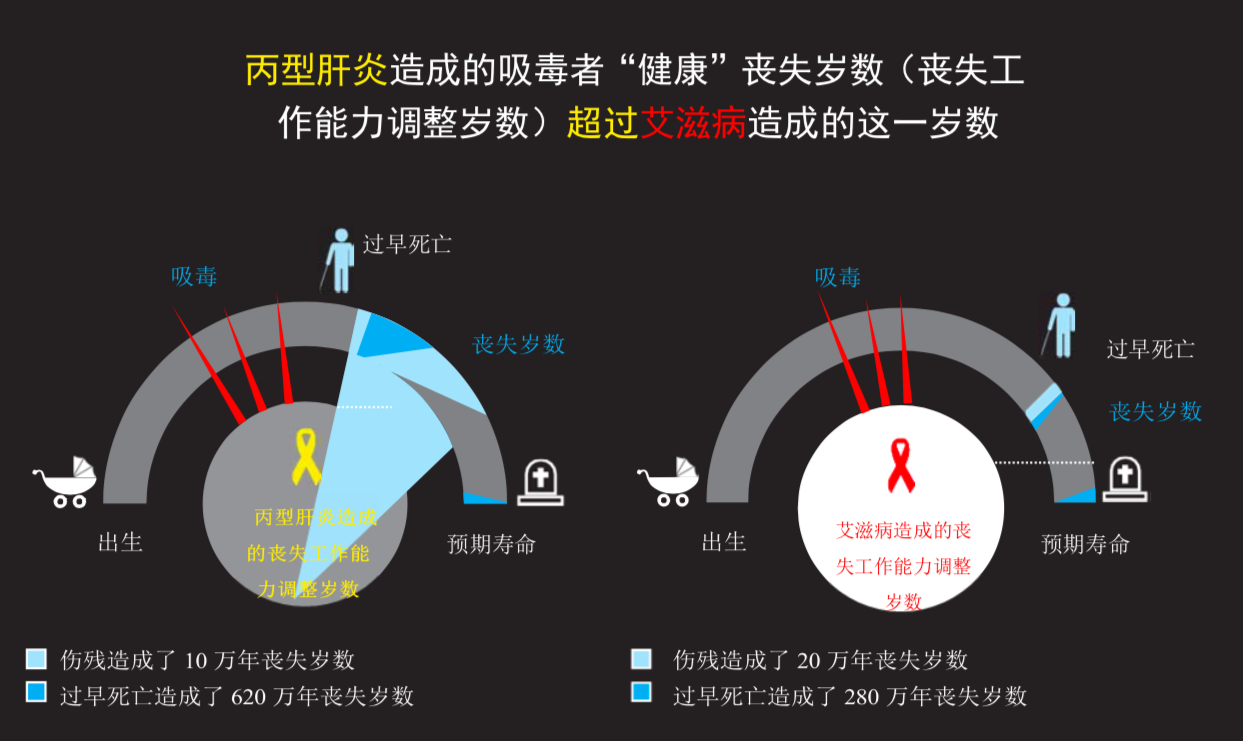 丙型肝炎造成的吸毒者“健康”丧失岁数（丧失工
作能力调整岁数）超过艾滋病造成的这一岁数
过早死亡
吸毒
丧失岁数
丙型肝炎造成
的丧失工作能
力调整岁数
出生
预期寿命
伤残造成了 10 万年丧失岁数
过早死亡造成了 620 万年丧失岁数
吸毒
过早死亡
丧失岁数
艾滋病造成的丧
失工作能力调整
岁数
出生
预期寿命
伤残造成了 20 万年丧失岁数
过早死亡造成了 280 万年丧失岁数